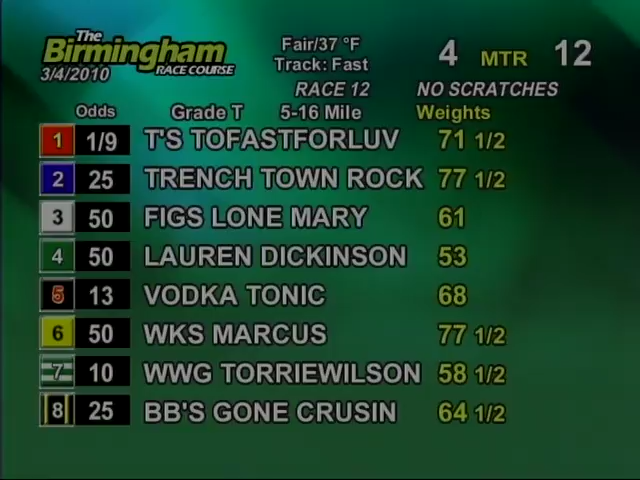 The
Birmingham
RACE COURSE
3/4/2010
Fair/37 °F
Track: Fast
4 MTR 12
RACE 12 NO SCRATCHES
Odds Grade T 5-16 Mile Weights
1 1/9 T'S TOFASTFORLUV 71 1/2
2 25 TRENCH TOWN ROCK 77 1/2
3 50 FIGS LONE MARY 61
4 50 LAUREN DICKINSON 53
5 13 VODKA TONIC 68
6 50 WKS MARCUS 77 1/2
7 10 WWG TORRIEWILSON 58 1/2
8 25 BB'S GONE CRUSIN 64 1/2